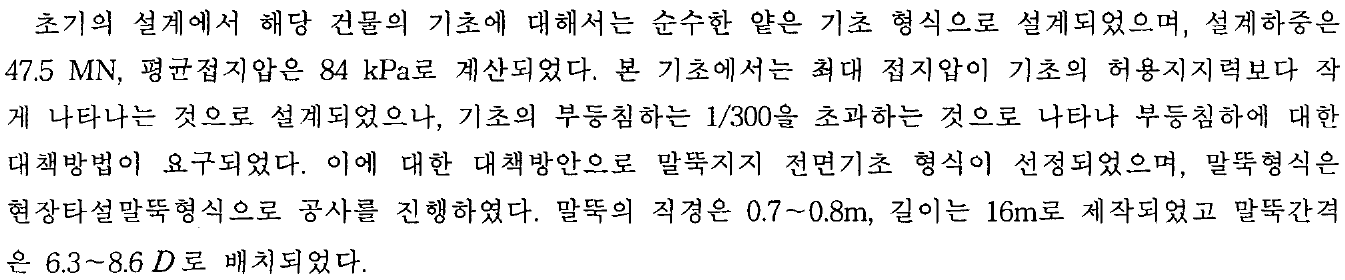 초기의 설계에서 해당 건물의 기초에 대해서는 순수한 얕은 기초 형식으로 설계되었으며, 설계하중은
47.5 MN, 평균접지압은 84 kPa로 계산되었다. 본 기초에서는 최대 접지압이 기초의 허용지지력보다 작
게 나타나는 것으로 설계되었으나, 기초의 부등침하는 1/300을 초과하는 것으로 나타나 부등침하에 대한
대책방법이 요구되었다. 이에 대한 대책방안으로 말뚝지지 전면기초 형식이 선정되었으며, 말뚝형식은
현장타설말뚝형식으로 공사를 진행하였다. 말뚝의 직경은 0.7~0.8m, 길이는 16m로 제작되었고 말뚝간격
은 6.3~8.6 D로 배치되었다.